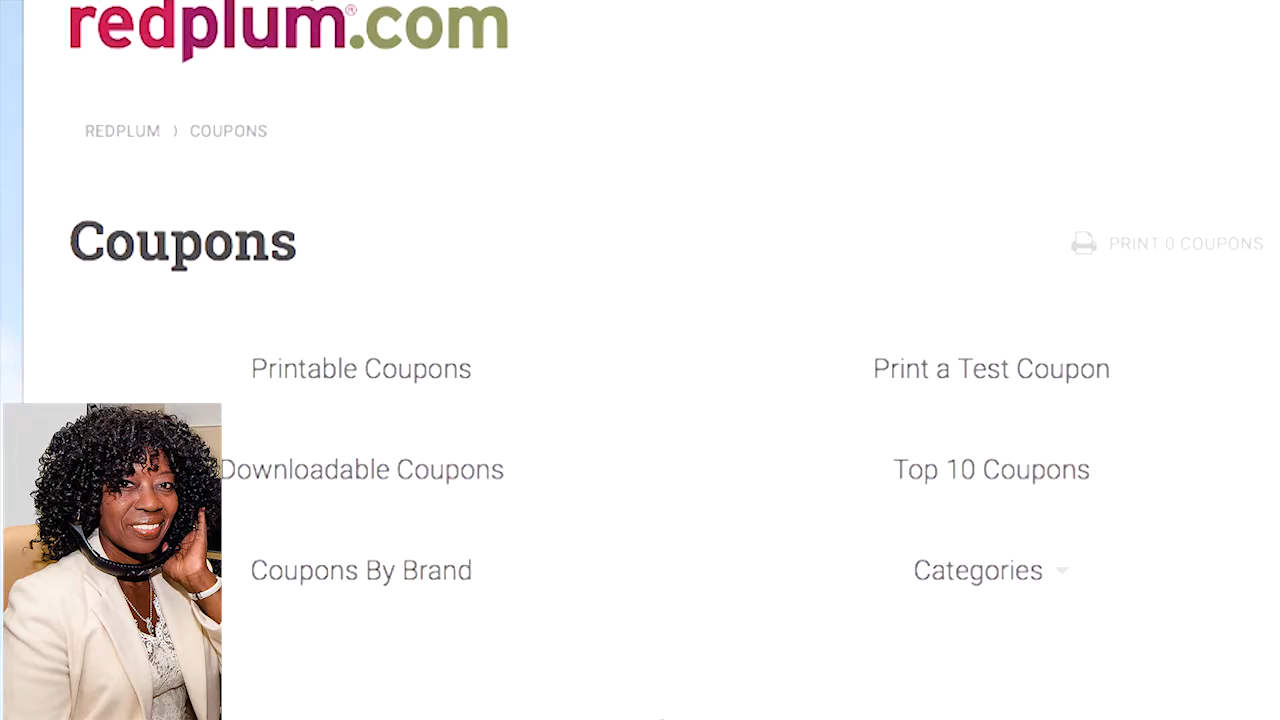 redplum®.com
REDPLUM ⟩ COUPONS
Coupons
PRINT 0 COUPONS
Printable Coupons
Print a Test Coupon
Downloadable Coupons
Top 10 Coupons
Coupons By Brand
Categories